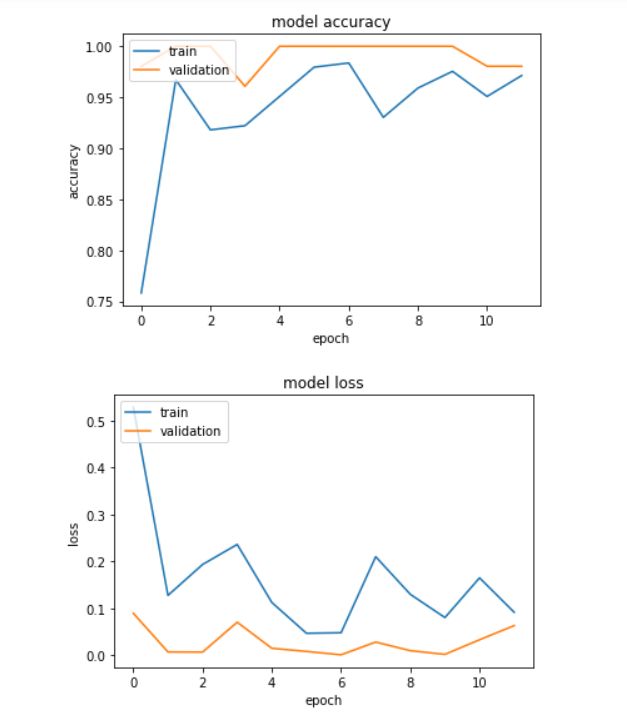 model accuracy
train
validation
1.00
0.95
0.90
0.85
0.80
0.75
accuracy
0 2 4 6 8 10
epoch
model loss
train
validation
0.5
0.4
0.3
0.2
0.1
0.0
loss
0 2 4 6 8 10
epoch